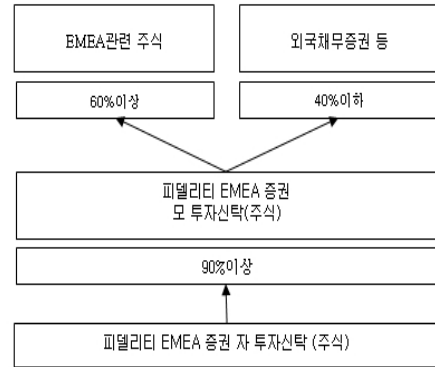 EMEA관련 주식
외국채무증권 등
60%이상
40%이하
피델리티 EMEA 증권
모 투자신탁(주식)
90%이상
피델리티 EMEA 증권 자 투자신탁 (주식)